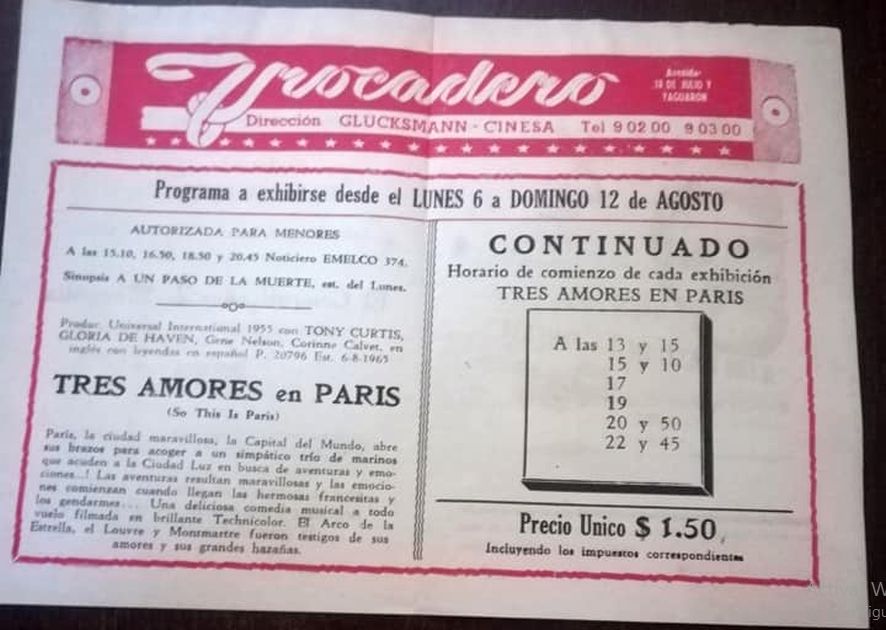 Trocadero
Avenida
18 DE JULIO Y
YAGUARON
Dirección GLUCKSMANN - CINESA Tel 9 02 00 9 03 00
Programa a exhibirse desde el LUNES 6 a DOMINGO 12 de AGOSTO
AUTORIZADA PARA MENORES
A las 15.10, 16.50, 18.50 y 20.45 Noticiero EMELCO 374.
Sinopsis A UN PASO DE LA MUERTE, est. del Lunes.
Produc. Universal International 1955 con TONY CURTIS,
GLORIA DE HAVEN, Gene Nelson, Corinne Calvet, en
inglés con leyendas en español P. 20796 Est. 6-8-1965
TRES AMORES en PARIS
(So This Is Paris)
París, la ciudad maravillosa, la Capital del Mundo, abre
sus brazos para acoger a un simpático trío de marinos
que acuden a la Ciudad Luz en busca de aventuras y emo-
ciones...! Las aventuras resultan maravillosas y las emocio-
nes comienzan cuando llegan las hermosas francesitas y
los gendarmes... Una deliciosa comedia musical a todo
vuelo filmada en brillante Technicolor. El Arco de la
Estrella, el Louvre y Montmartre fueron testigos de sus
amores y sus grandes hazañas.
CONTINUADO
Horario de comienzo de cada exhibición
TRES AMORES EN PARIS
A las 13 y 15
15 y 10
17
19
20 y 50
22 y 45
Precio Unico $ 1.50,
Incluyendo los impuestos correspondientes